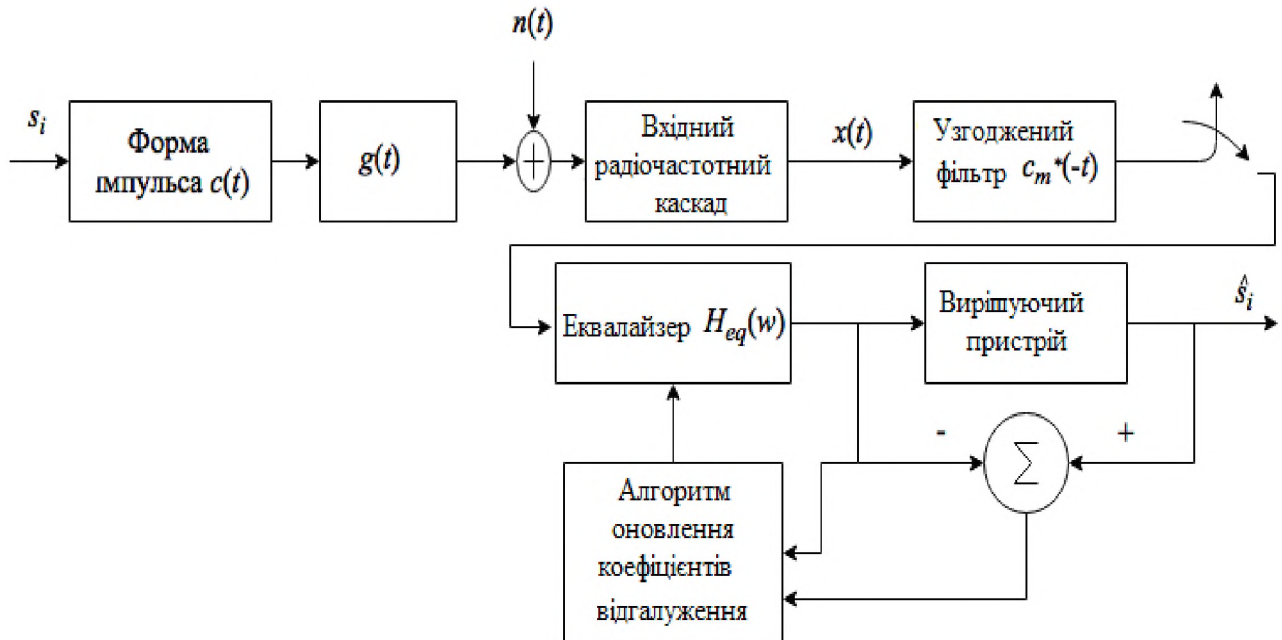 n(t)
s_i
Форма
імпульса c(t)
g(t)
+
Вхідний
радіочастотний
каскад
x(t)
Узгоджений
фільтр c_m*(-t)
Еквалайзер H_eq(w)
Вирішуючий
пристрій
ŝ_i
-
Σ
+
Алгоритм
оновлення
коефіцієнтів
відгалуження